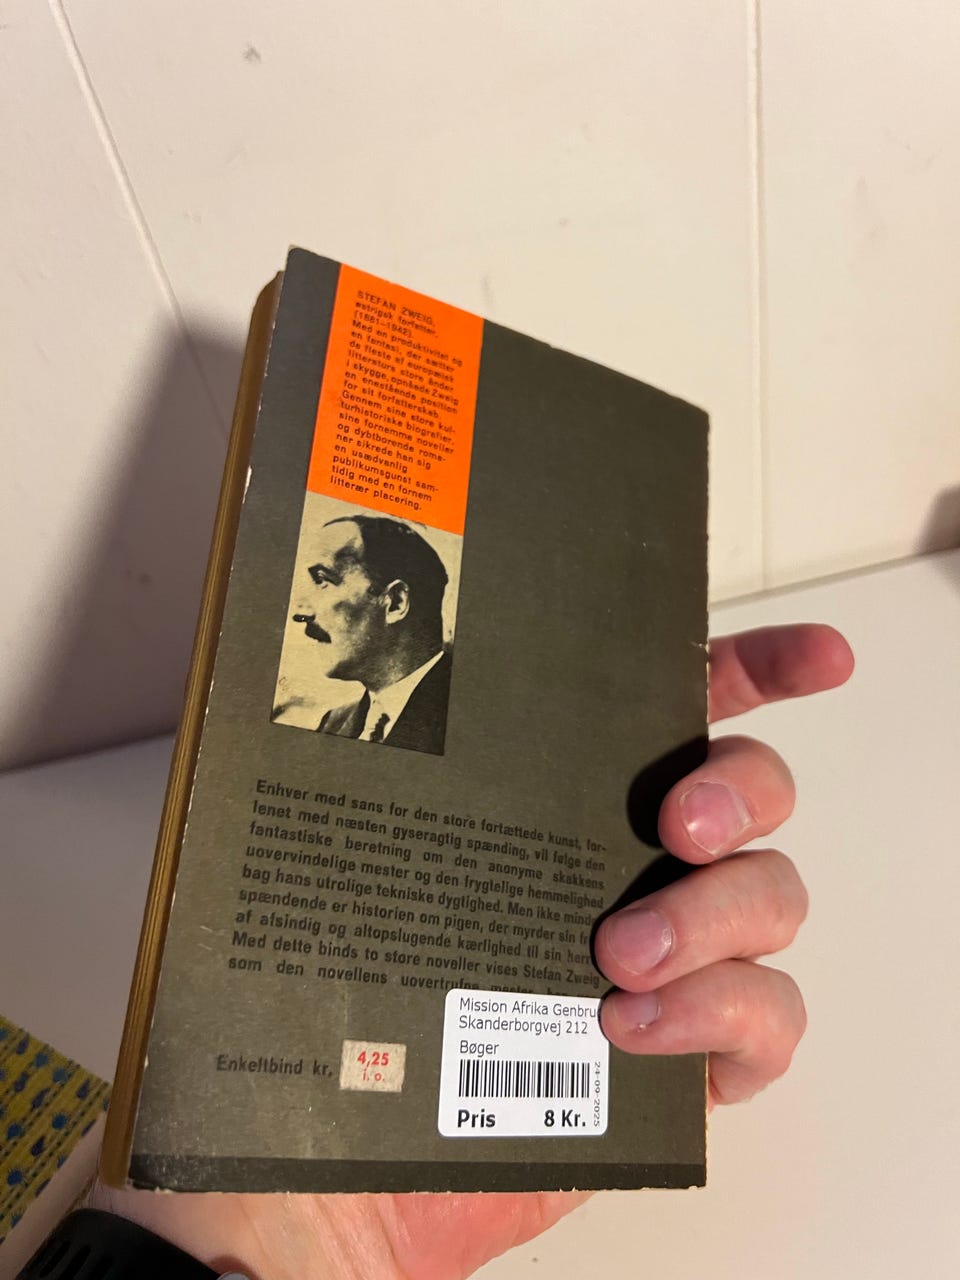 STEFAN ZWEIG,
østrigsk forfatter.
(1881–1942).
Med en produktivitet og
en fantasi, der sætter
de fleste af europæisk
litteraturs store ånder
i skygge, opnåede Zweig
en enestående position
for sit forfatterskab.
Gennem sine store kul-
turhistoriske biografier,
sine fornemme noveller
og dybtborende roma-
ner sikrede han sig
en usædvanlig
publikumsgunst sam-
tidig med en fornem
litterær placering.
Enhver med sans for den store fortættede kunst, for-
lenet med næsten gyseragtig spænding, vil følge den
fantastiske beretning om den anonyme skakkens
uovervindelige mester og den frygtelige hemmelighed
bag hans utrolige tekniske dygtighed. Men ikke mind
spændende er historien om pigen, der myrder sin
af afsindig og altopslugende kærlighed til sin
Med dette binds to store noveller vises Stefan Zweig
som den novellens uovertrufne mester
Enkeltbind kr. 4,25
i. o.
Mission Afrika Genbru
Skanderborgvej 212
Bøger
24-09-2025
Pris 8 Kr.